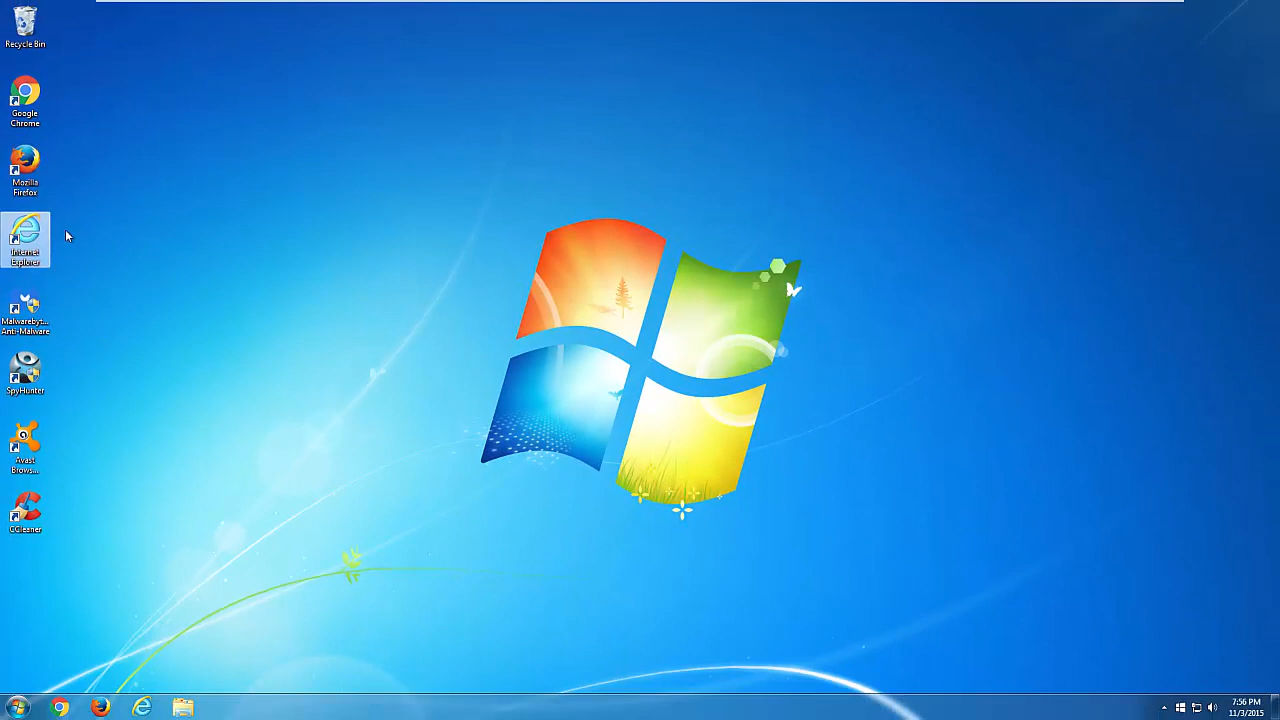 Recycle Bin
Google
Chrome
Mozilla
Firefox
Internet
Explorer
Malwarebyt...
Anti-Malware
SpyHunter
Avast
Brows...
CCleaner
7:56 PM
11/3/2015